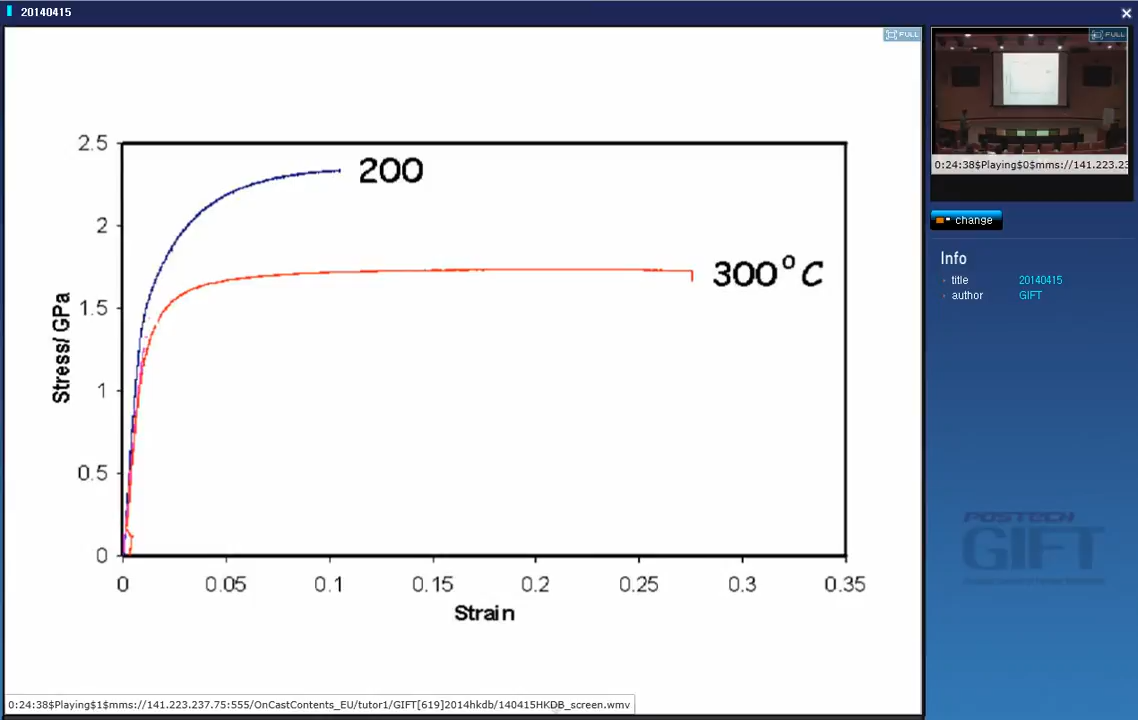 20140415
FULL
FULL
2.5
200
2
300°C
1.5
Stress/ GPa
1
0.5
0
0 0.05 0.1 0.15 0.2 0.25 0.3 0.35
Strain
0:24:38$Playing$1$mms://141.223.237.75:555/OnCastContents_EU/tutor1/GIFT[619]2014hkdb/140415HKDB_screen.wmv
0:24:38$Playing$0$mms://141.223.23
change
Info
title 20140415
author GIFT
POSTECH
GIFT